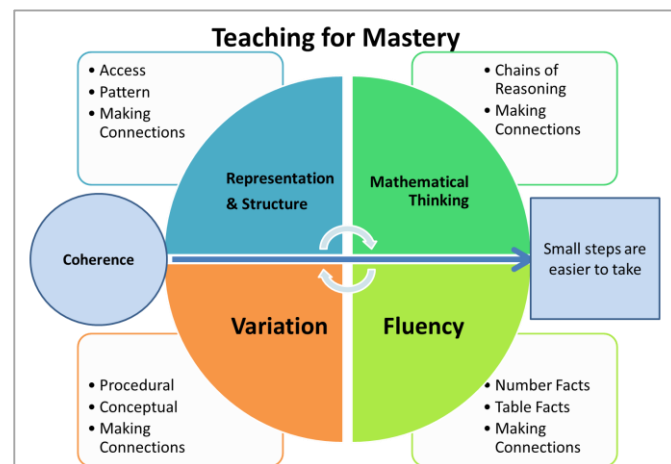 Teaching for Mastery
• Access
• Pattern
• Making
Connections
• Chains of
Reasoning
• Making
Connections
Representation
& Structure
Mathematical
Thinking
Coherence
Small steps are
easier to take
Variation
Fluency
• Procedural
• Conceptual
• Making
Connections
• Number Facts
• Table Facts
• Making
Connections